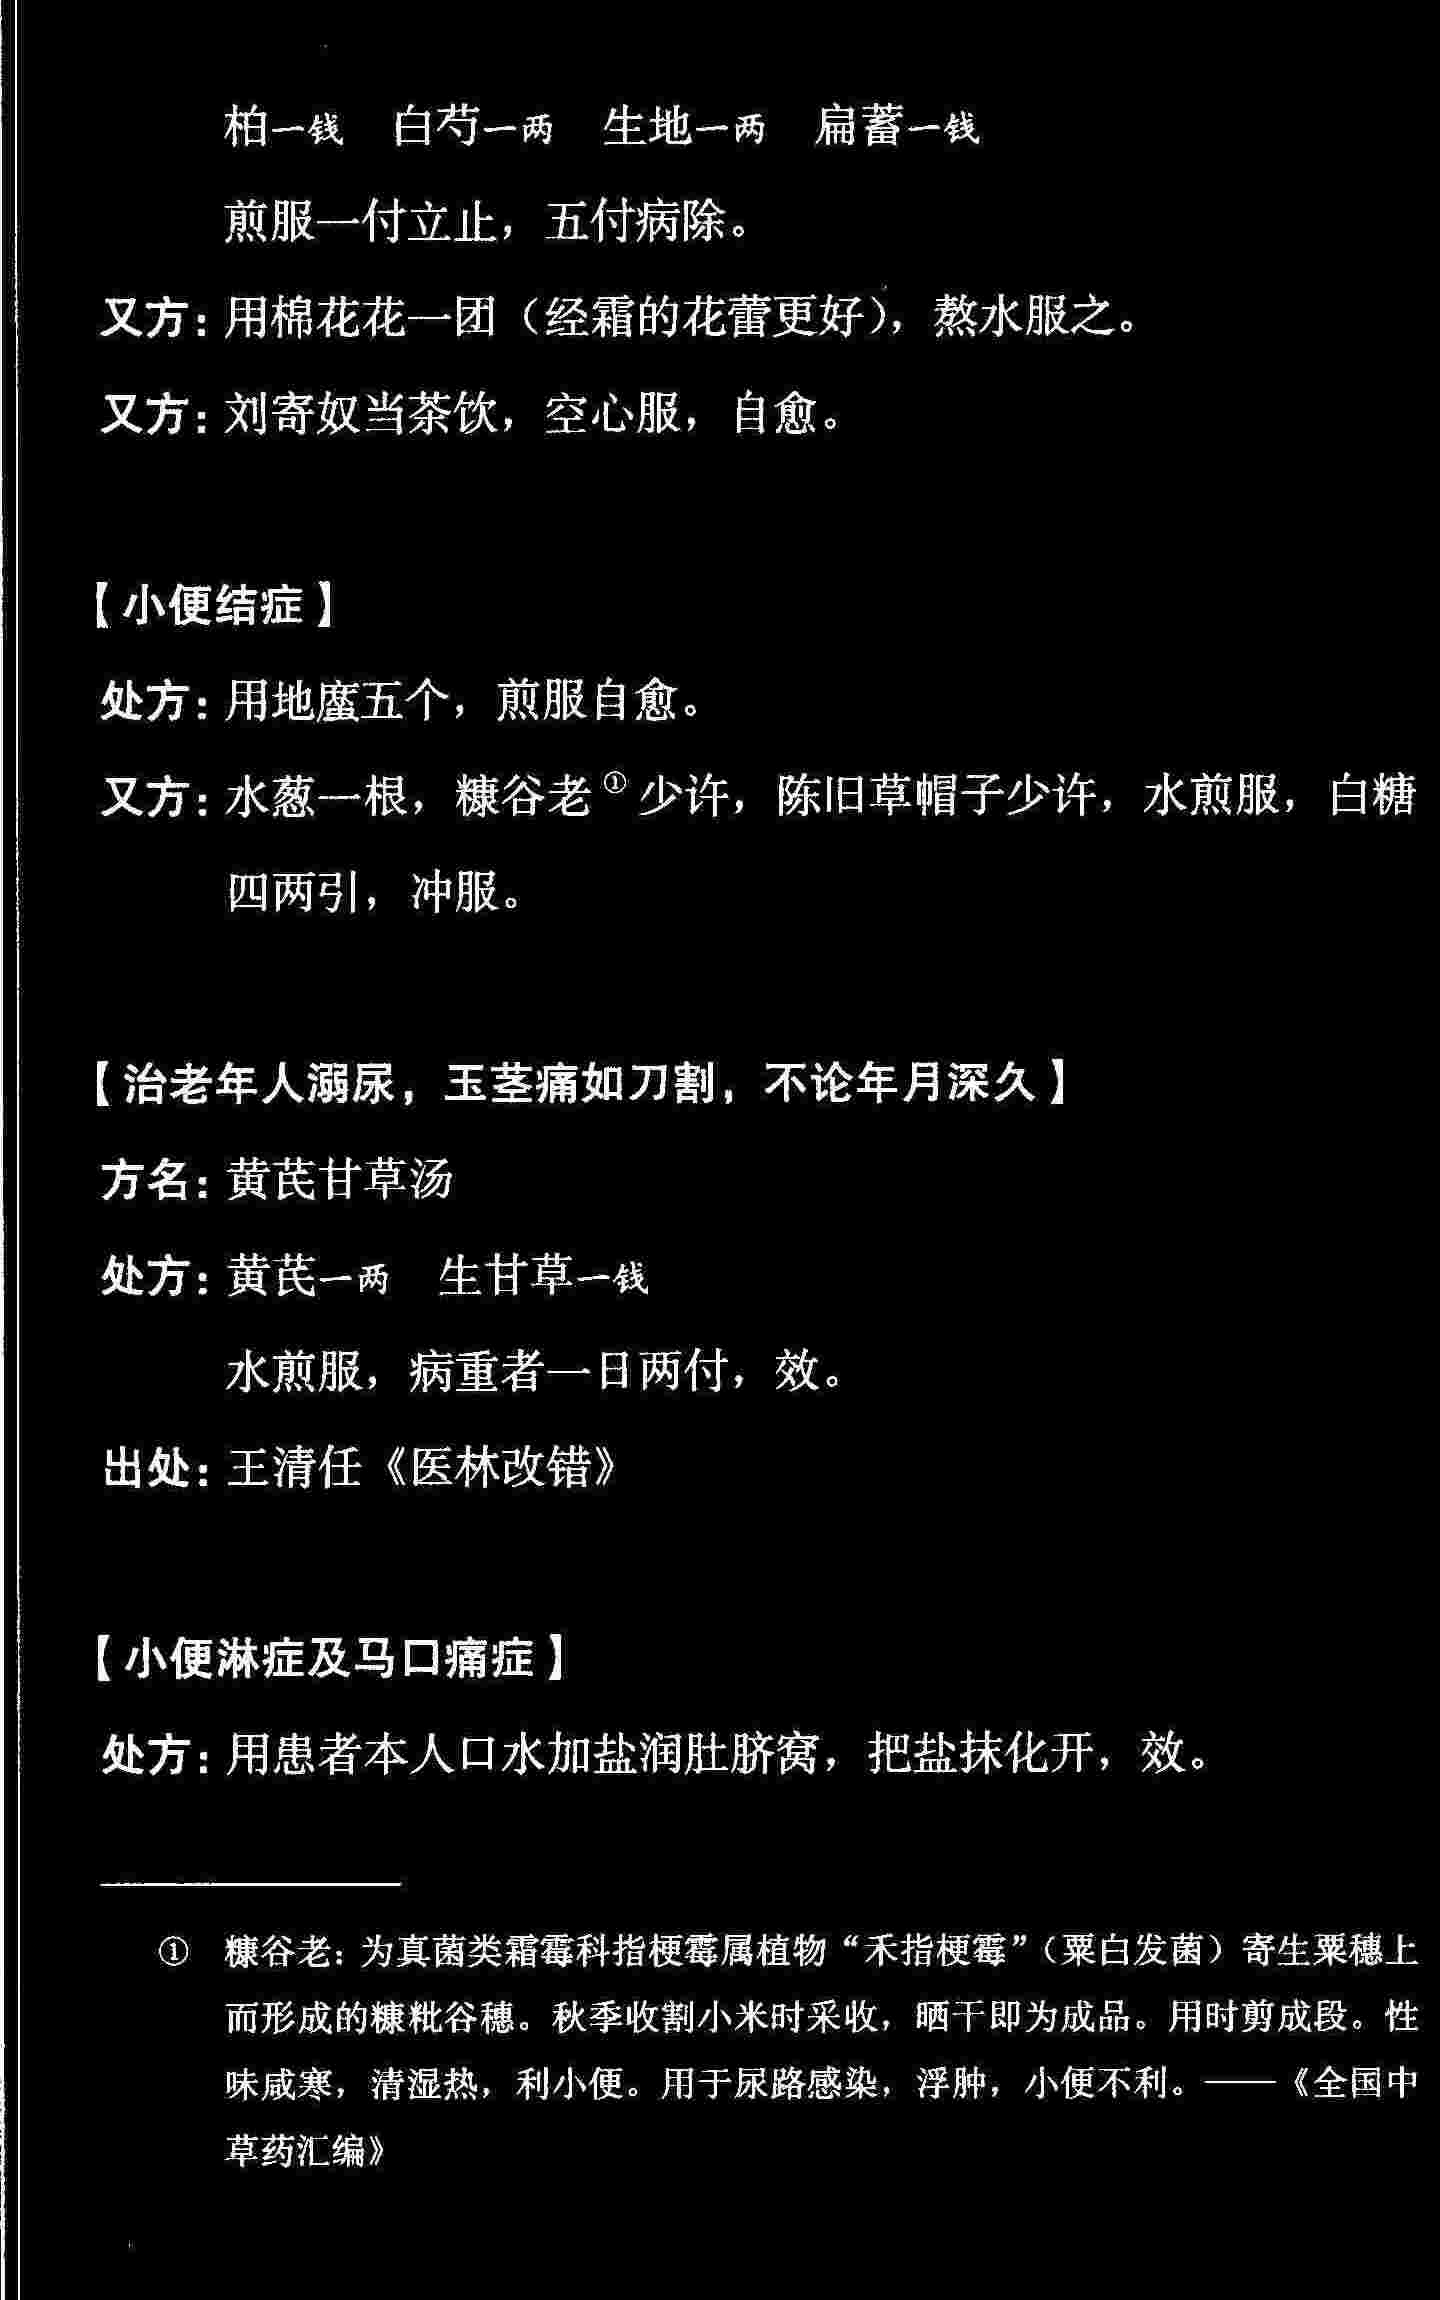 柏一钱　白芍一两　生地一两　扁蓄一钱
煎服一付立止，五付病除。
又方：用棉花花一团（经霜的花蕾更好），熬水服之。
又方：刘寄奴当茶饮，空心服，自愈。
【小便结症】
处方：用地䗪五个，煎服自愈。
又方：水葱一根，糠谷老①少许，陈旧草帽子少许，水煎服，白糖
四两引，冲服。
【治老年人溺尿，玉茎痛如刀割，不论年月深久】
方名：黄芪甘草汤
处方：黄芪一两　生甘草一钱
水煎服，病重者一日两付，效。
出处：王清任《医林改错》
【小便淋症及马口痛症】
处方：用患者本人口水加盐润肚脐窝，把盐抹化开，效。
①　糠谷老：为真菌类霜霉科指梗霉属植物“禾指梗霉”（粟白发菌）寄生粟穗上
而形成的糠粃谷穗。秋季收割小米时采收，晒干即为成品。用时剪成段。性
味咸寒，清湿热，利小便。用于尿路感染，浮肿，小便不利。——《全国中
草药汇编》